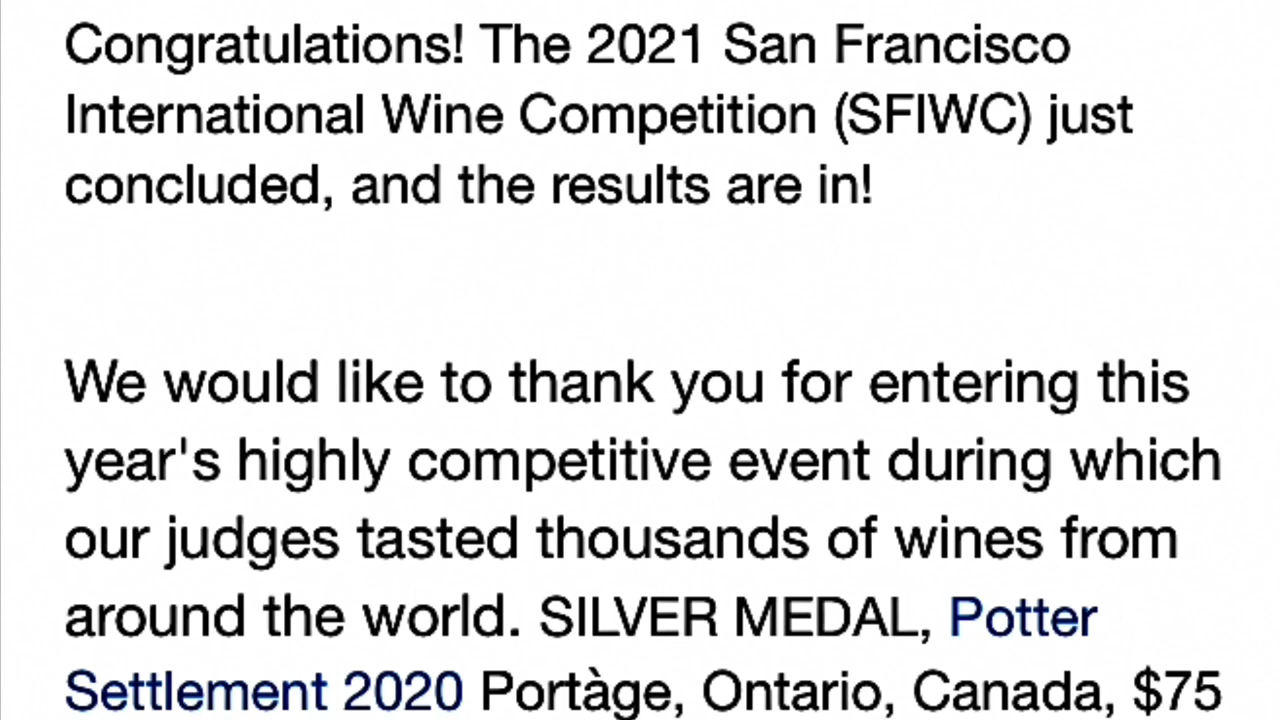 Congratulations! The 2021 San Francisco
International Wine Competition (SFIWC) just
concluded, and the results are in!
We would like to thank you for entering this
year's highly competitive event during which
our judges tasted thousands of wines from
around the world. SILVER MEDAL, Potter
Settlement 2020 Portàge, Ontario, Canada, $75